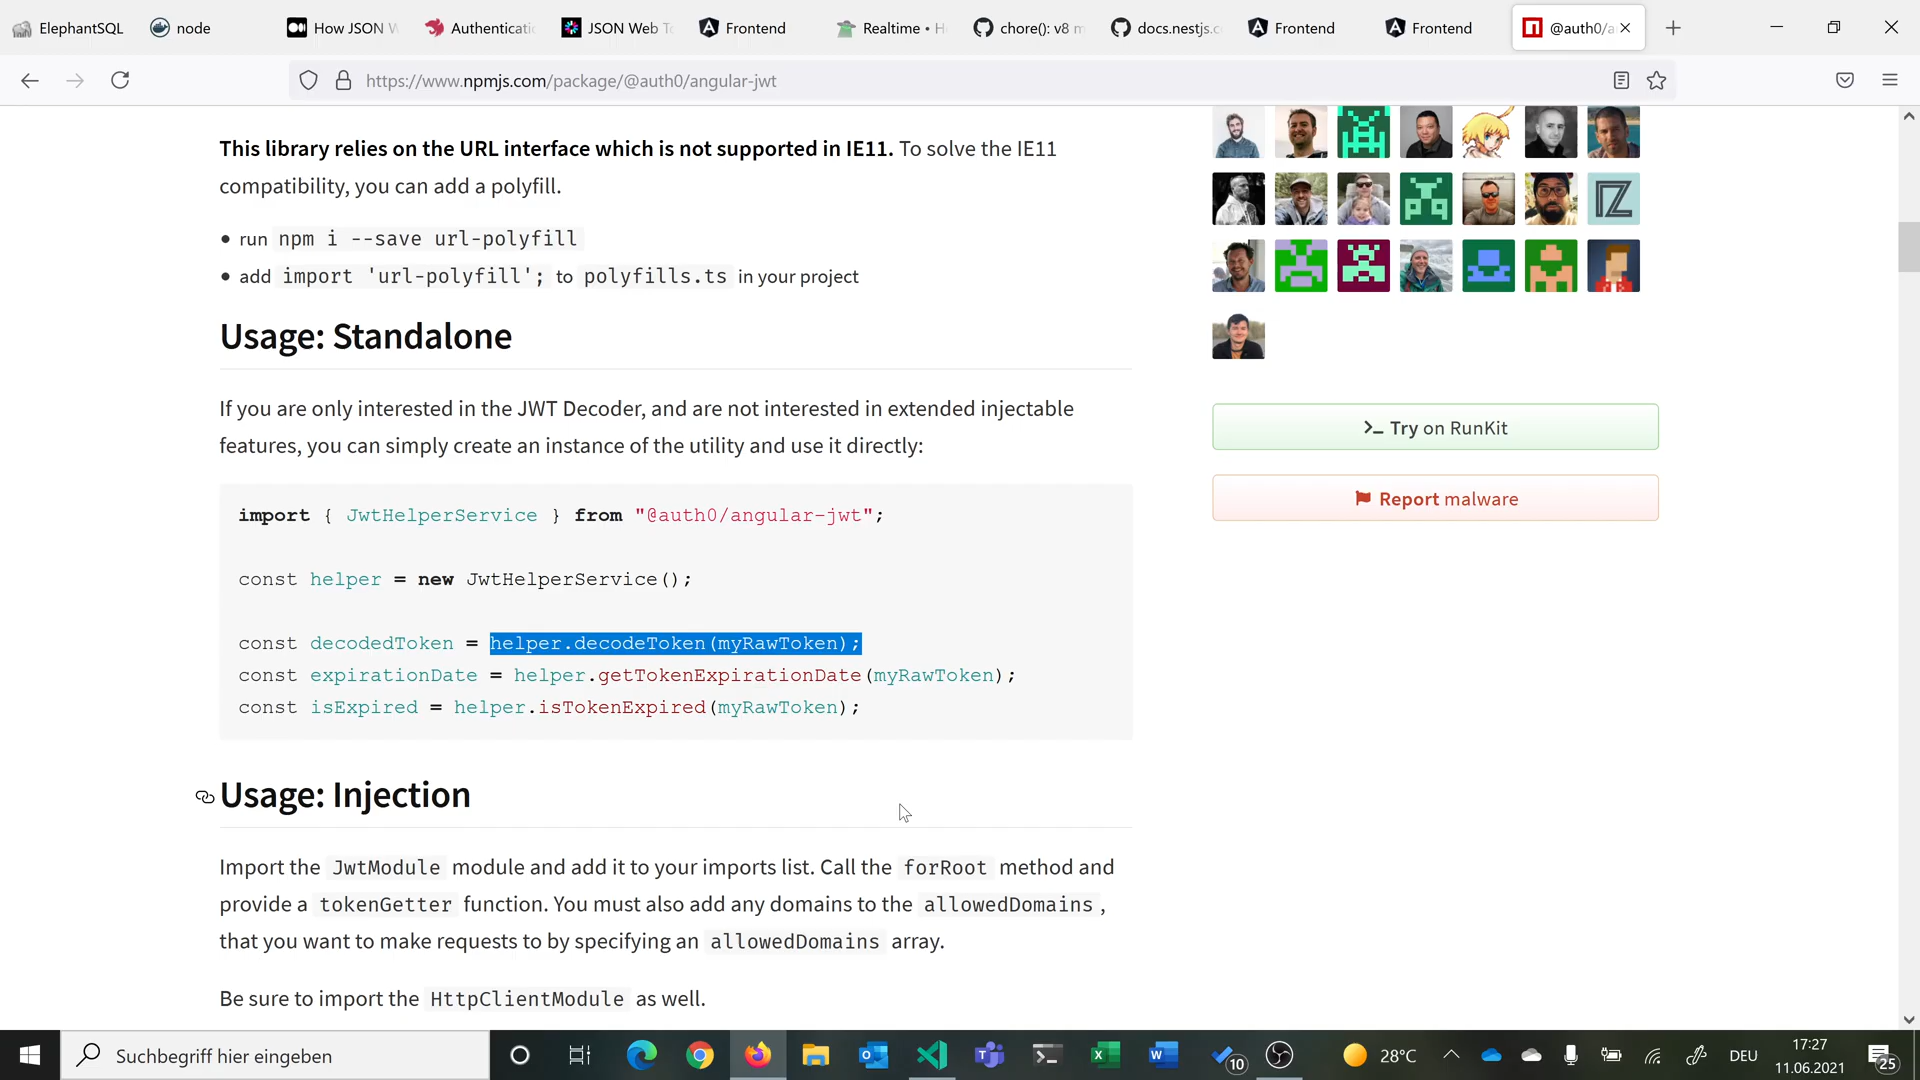 ElephantSQL
node
How JSON W
Authenticati
JSON Web To
Frontend
Realtime • H
chore(): v8 m
docs.nestjs.c
Frontend
Frontend
@auth0/a
https://www.npmjs.com/package/@auth0/angular-jwt
This library relies on the URL interface which is not supported in IE11. To solve the IE11
compatibility, you can add a polyfill.
• run npm i --save url-polyfill
• add import 'url-polyfill'; to polyfills.ts in your project
Usage: Standalone
If you are only interested in the JWT Decoder, and are not interested in extended injectable
features, you can simply create an instance of the utility and use it directly:
import { JwtHelperService } from "@auth0/angular-jwt";
const helper = new JwtHelperService();
const decodedToken = helper.decodeToken(myRawToken);
const expirationDate = helper.getTokenExpirationDate(myRawToken);
const isExpired = helper.isTokenExpired(myRawToken);
Usage: Injection
Import the JwtModule module and add it to your imports list. Call the forRoot method and
provide a tokenGetter function. You must also add any domains to the allowedDomains ,
that you want to make requests to by specifying an allowedDomains array.
Be sure to import the HttpClientModule as well.
Try on RunKit
Report malware
Suchbegriff hier eingeben
10
28°C
DEU
17:27
11.06.2021
25